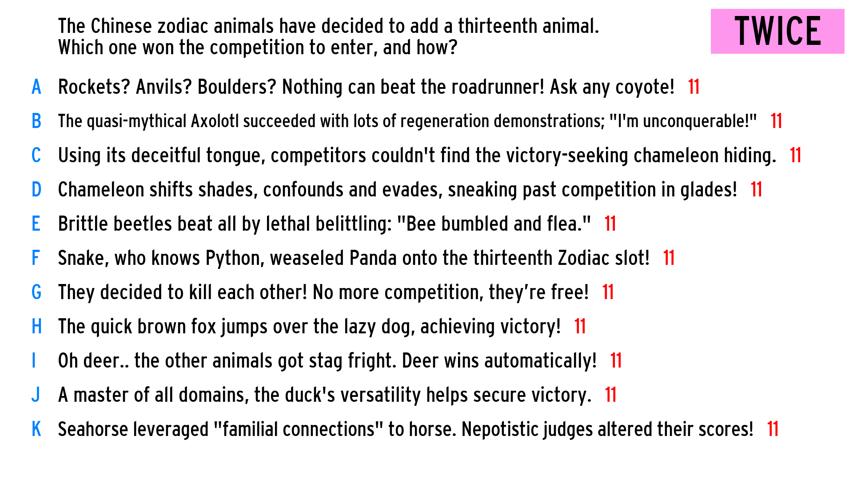 The Chinese zodiac animals have decided to add a thirteenth animal.
Which one won the competition to enter, and how?
TWICE
A Rockets? Anvils? Boulders? Nothing can beat the roadrunner! Ask any coyote! 11
B The quasi-mythical Axolotl succeeded with lots of regeneration demonstrations; "I'm unconquerable!" 11
C Using its deceitful tongue, competitors couldn't find the victory-seeking chameleon hiding. 11
D Chameleon shifts shades, confounds and evades, sneaking past competition in glades! 11
E Brittle beetles beat all by lethal belittling: "Bee bumbled and flea." 11
F Snake, who knows Python, weaseled Panda onto the thirteenth Zodiac slot! 11
G They decided to kill each other! No more competition, they’re free! 11
H The quick brown fox jumps over the lazy dog, achieving victory! 11
I Oh deer.. the other animals got stag fright. Deer wins automatically! 11
J A master of all domains, the duck's versatility helps secure victory. 11
K Seahorse leveraged "familial connections" to horse. Nepotistic judges altered their scores! 11